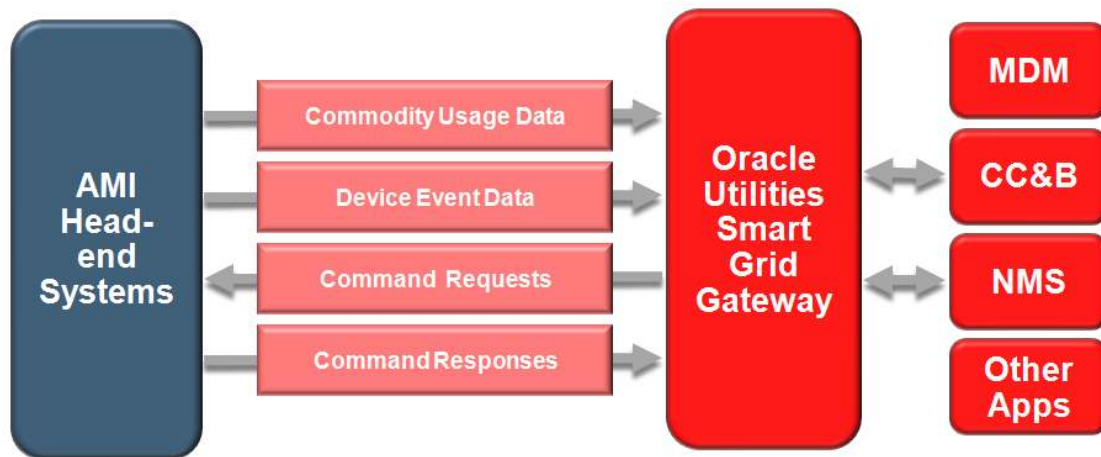 AMI
Head-
end
Systems
Commodity Usage Data
Device Event Data
Command Requests
Command Responses
Oracle
Utilities
Smart
Grid
Gateway
MDM
CC&B
NMS
Other
Apps